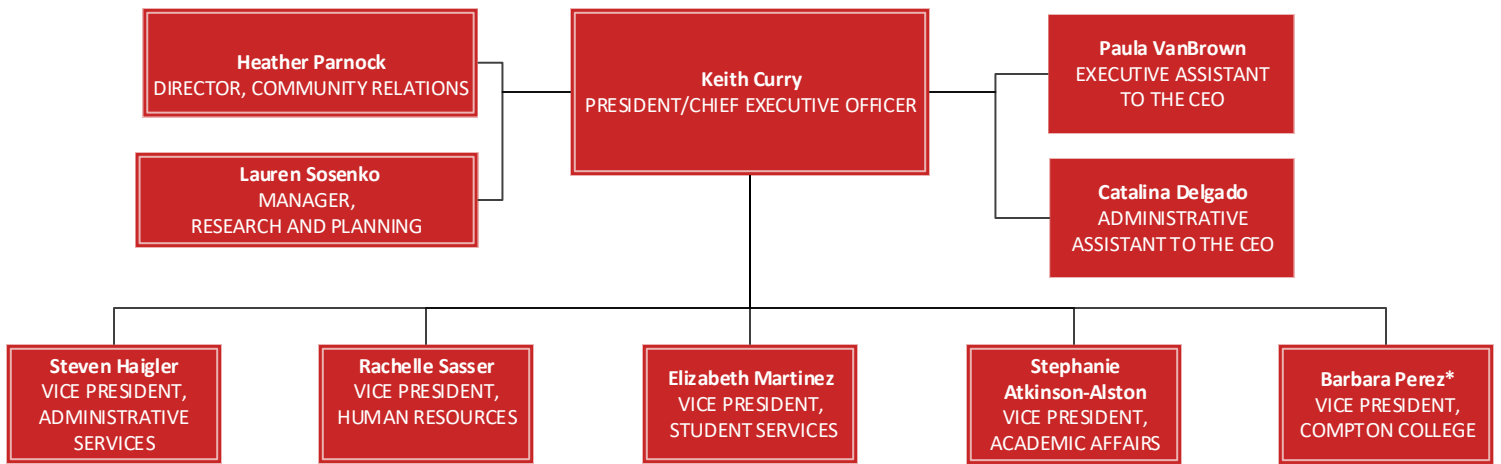 Heather Parnock
DIRECTOR, COMMUNITY RELATIONS
Keith Curry
PRESIDENT/CHIEF EXECUTIVE OFFICER
Paula VanBrown
EXECUTIVE ASSISTANT
TO THE CEO
Lauren Sosenko
MANAGER,
RESEARCH AND PLANNING
Catalina Delgado
ADMINISTRATIVE
ASSISTANT TO THE CEO
Steven Haigler
VICE PRESIDENT,
ADMINISTRATIVE
SERVICES
Rachelle Sasser
VICE PRESIDENT,
HUMAN RESOURCES
Elizabeth Martinez
VICE PRESIDENT,
STUDENT SERVICES
Stephanie
Atkinson-Alston
VICE PRESIDENT,
ACADEMIC AFFAIRS
Barbara Perez*
VICE PRESIDENT,
COMPTON COLLEGE